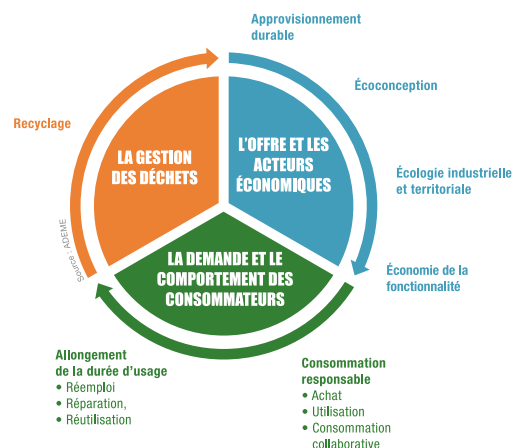 Approvisionnement
durable
Écoconception
Recyclage
LA GESTION
DES DÉCHETS
L'OFFRE ET LES
ACTEURS
ÉCONOMIQUES
Écologie industrielle
et territoriale
Source : ADEME
LA DEMANDE ET LE
COMPORTEMENT DES
CONSOMMATEURS
Économie de la
fonctionnalité
Allongement
de la durée d'usage
• Réemploi
• Réparation,
• Réutilisation
Consommation
responsable
• Achat
• Utilisation
• Consommation
collaborative